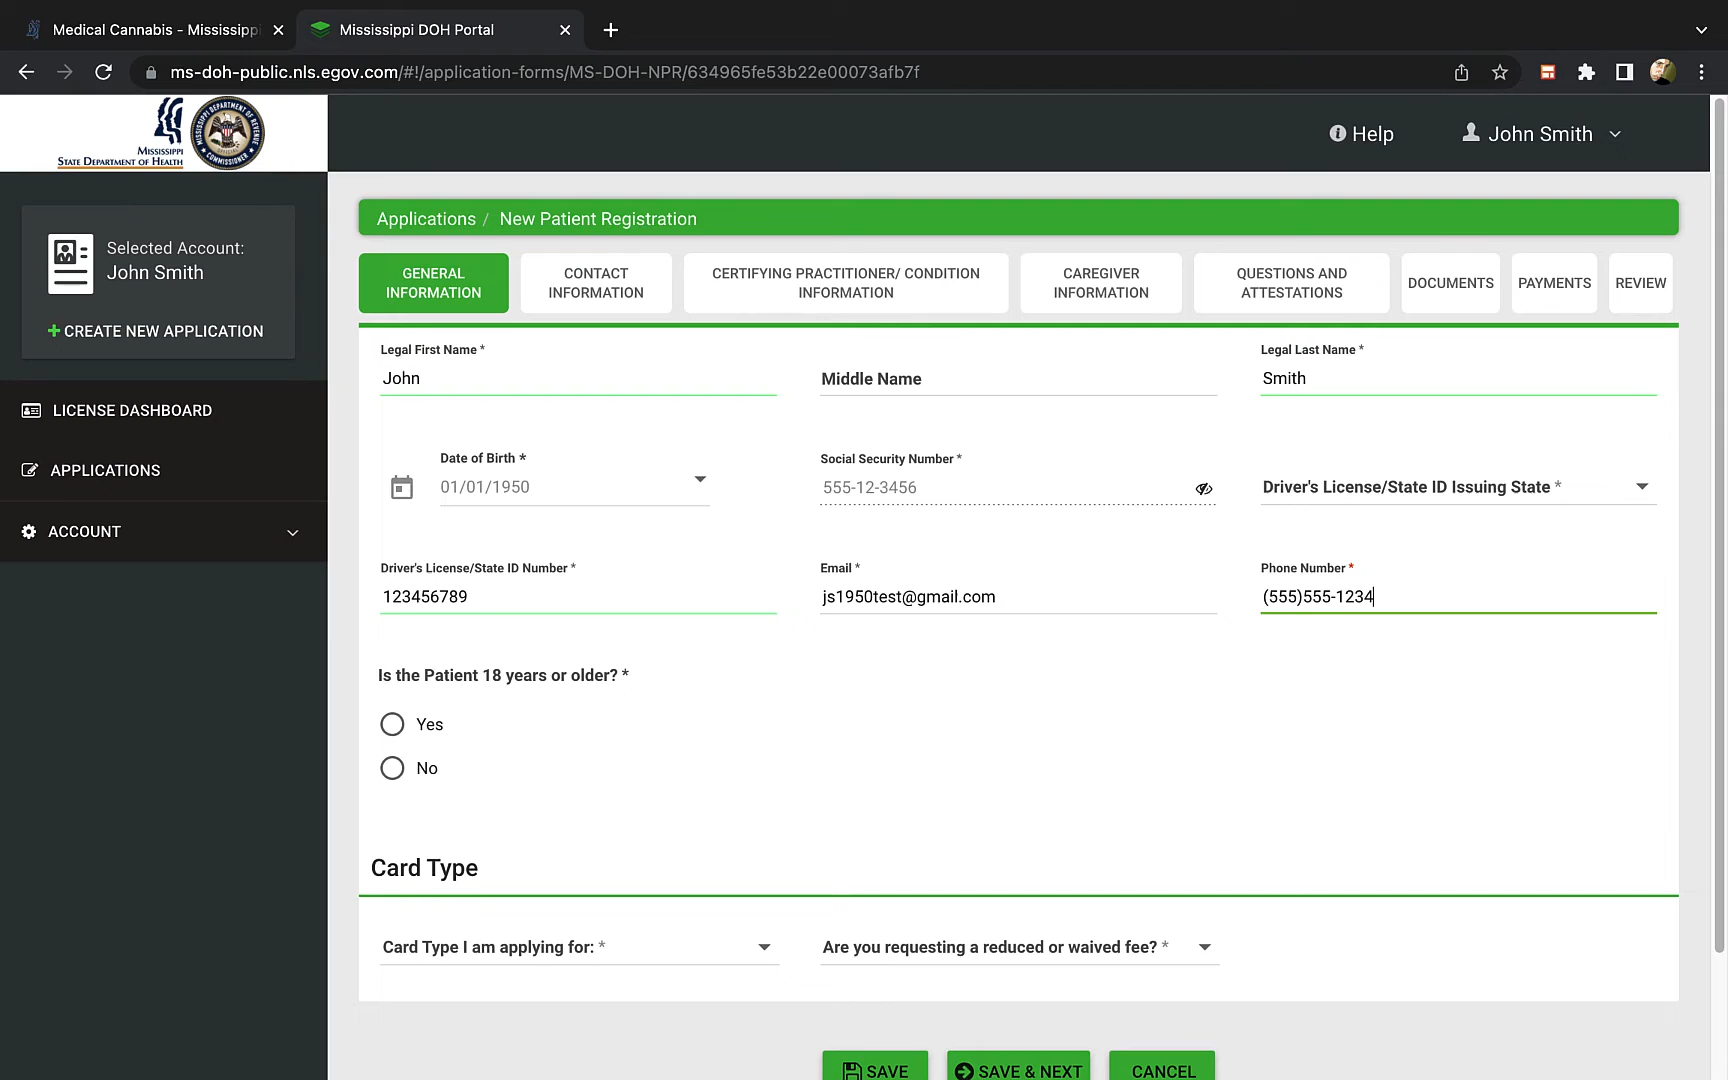 Medical Cannabis - Mississippi
Mississippi DOH Portal
ms-doh-public.nls.egov.com/#!/application-forms/MS-DOH-NPR/634965fe53b22e00073afb7f
MISSISSIPPI
STATE DEPARTMENT OF HEALTH
MISSISSIPPI DEPARTMENT OF REVENUE
COMMISSIONER
Help
John Smith
Selected Account:
John Smith
+ CREATE NEW APPLICATION
LICENSE DASHBOARD
APPLICATIONS
ACCOUNT
Applications / New Patient Registration
GENERAL
INFORMATION
CONTACT
INFORMATION
CERTIFYING PRACTITIONER/ CONDITION
INFORMATION
CAREGIVER
INFORMATION
QUESTIONS AND
ATTESTATIONS
DOCUMENTS
PAYMENTS
REVIEW
Legal First Name *
John
Middle Name
Legal Last Name *
Smith
Date of Birth *
01/01/1950
Social Security Number *
555-12-3456
Driver's License/State ID Issuing State *
Driver's License/State ID Number *
123456789
Email *
js1950test@gmail.com
Phone Number *
(555)555-1234
Is the Patient 18 years or older? *
Yes
No
Card Type
Card Type I am applying for: *
Are you requesting a reduced or waived fee? *
SAVE
SAVE & NEXT
CANCEL